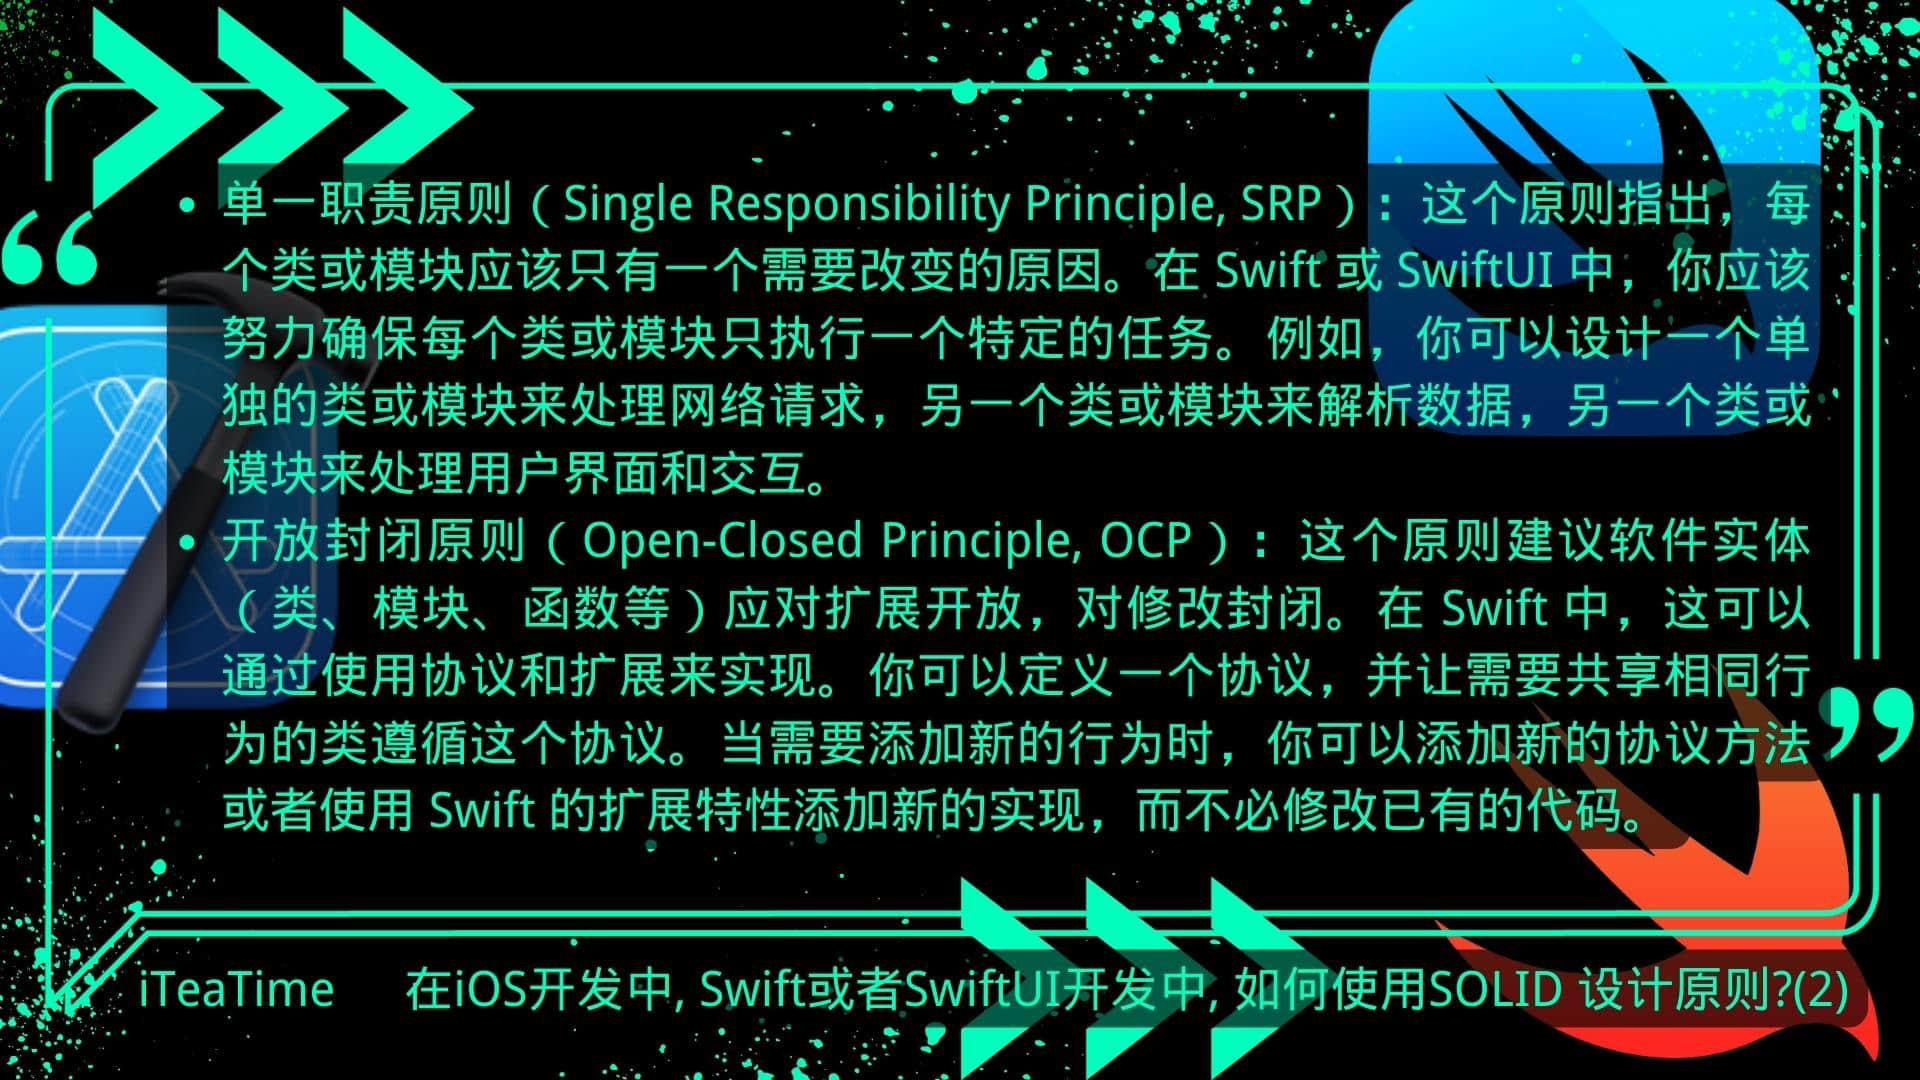 • 单一职责原则（Single Responsibility Principle, SRP）：这个原则指出，每
个类或模块应该只有一个需要改变的原因。在 Swift 或 SwiftUI 中，你应该
努力确保每个类或模块只执行一个特定的任务。例如，你可以设计一个单
独的类或模块来处理网络请求，另一个类或模块来解析数据，另一个类或
模块来处理用户界面和交互。
• 开放封闭原则（Open-Closed Principle, OCP）：这个原则建议软件实体
（类、模块、函数等）应对扩展开放，对修改封闭。在 Swift 中，这可以
通过使用协议和扩展来实现。你可以定义一个协议，并让需要共享相同行
为的类遵循这个协议。当需要添加新的行为时，你可以添加新的协议方法
或者使用 Swift 的扩展特性添加新的实现，而不必修改已有的代码。
iTeaTime 在iOS开发中, Swift或者SwiftUI开发中, 如何使用SOLID 设计原则?(2)